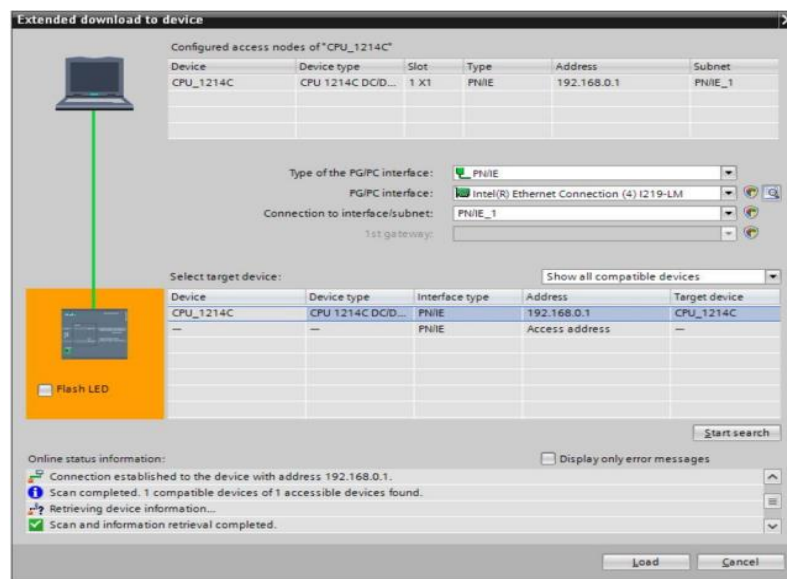 Extended download to device
Configured access nodes of "CPU_1214C"
Device Device type Slot Type Address Subnet
CPU_1214C CPU 1214C DC/D... 1 X1 PN/IE 192.168.0.1 PN/IE_1
Type of the PG/PC interface: PN/IE
PG/PC interface: Intel(R) Ethernet Connection (4) I219-LM
Connection to interface/subnet: PN/IE_1
1st gateway:
Select target device: Show all compatible devices
Device Device type Interface type Address Target device
CPU_1214C CPU 1214C DC/D... PN/IE 192.168.0.1 CPU_1214C
— — PN/IE Access address —
Flash LED
Start search
Online status information: Display only error messages
Connection established to the device with address 192.168.0.1.
Scan completed. 1 compatible devices of 1 accessible devices found.
Retrieving device information...
Scan and information retrieval completed.
Load Cancel